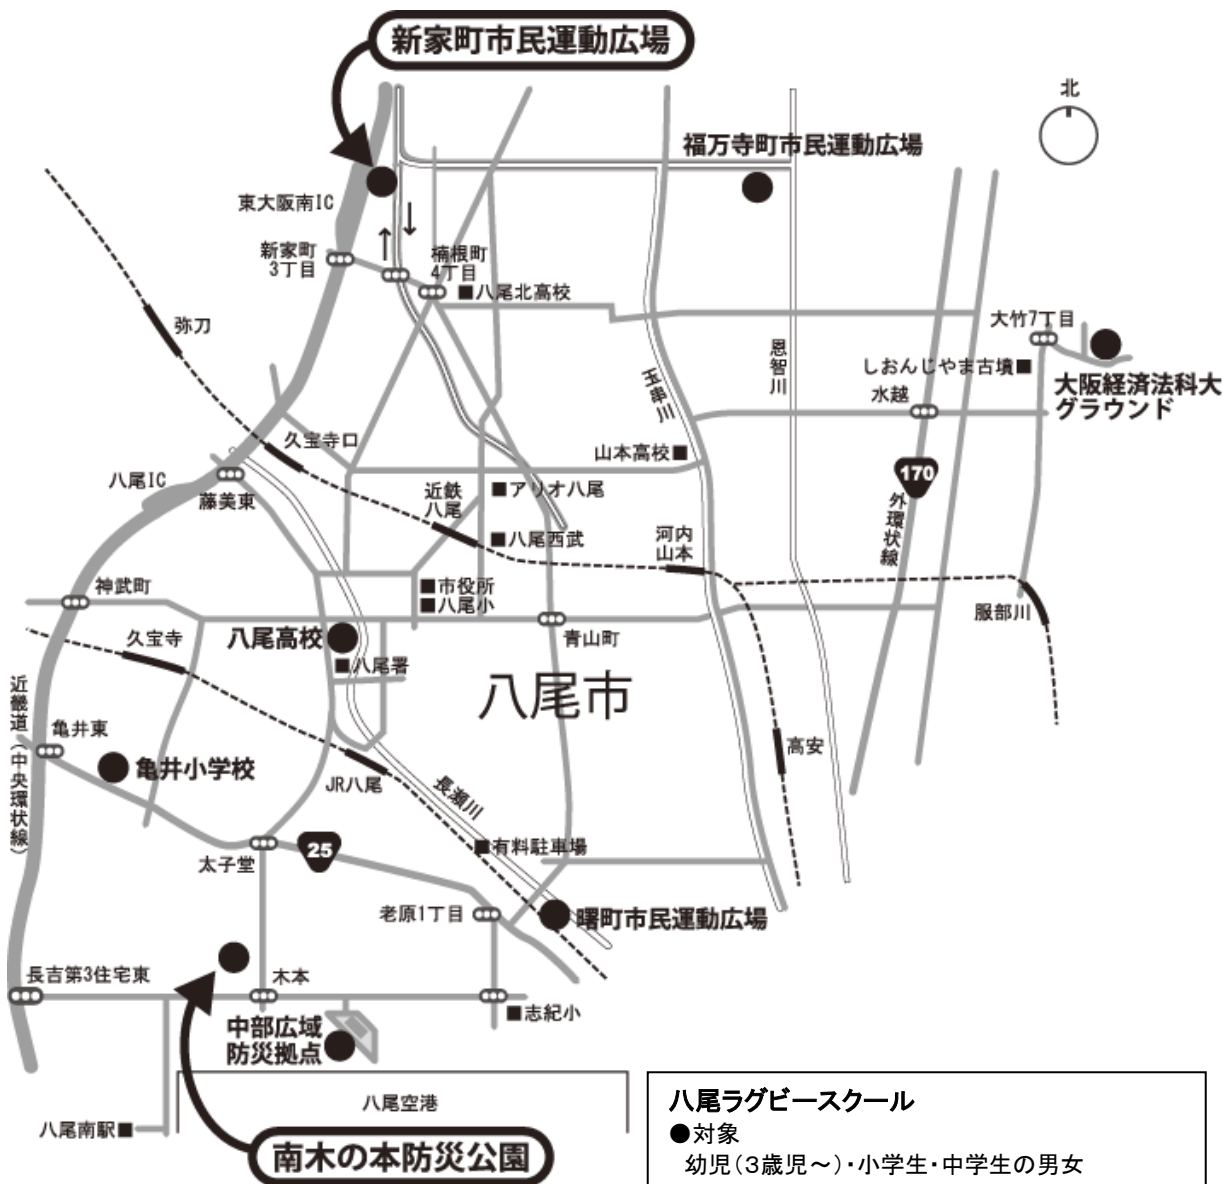 新家町市民運動広場
北
福万寺町市民運動広場
東大阪南IC
新家町
3丁目
楠根町
4丁目
■八尾北高校
弥刀
恩智川
大竹7丁目
しおんじやま古墳■
水越
大阪経済法科大
グラウンド
玉串川
久宝寺口
山本高校■
八尾IC
藤美東
近鉄
八尾
■アリオ八尾
170
外環状線
■八尾西武
河内
山本
神武町
■市役所
■八尾小
久宝寺
八尾高校
青山町
服部川
■八尾署
八尾市
近畿道(中央環状線)
亀井東
亀井小学校
JR八尾
高安
長瀬川
25
■有料駐車場
太子堂
老原1丁目
曙町市民運動広場
長吉第3住宅東
木本
■志紀小
中部広域
防災拠点
八尾空港
八尾南駅■
南木の本防災公園
八尾ラグビースクール
●対象
幼児(3歳児~)・小学生・中学生の男女